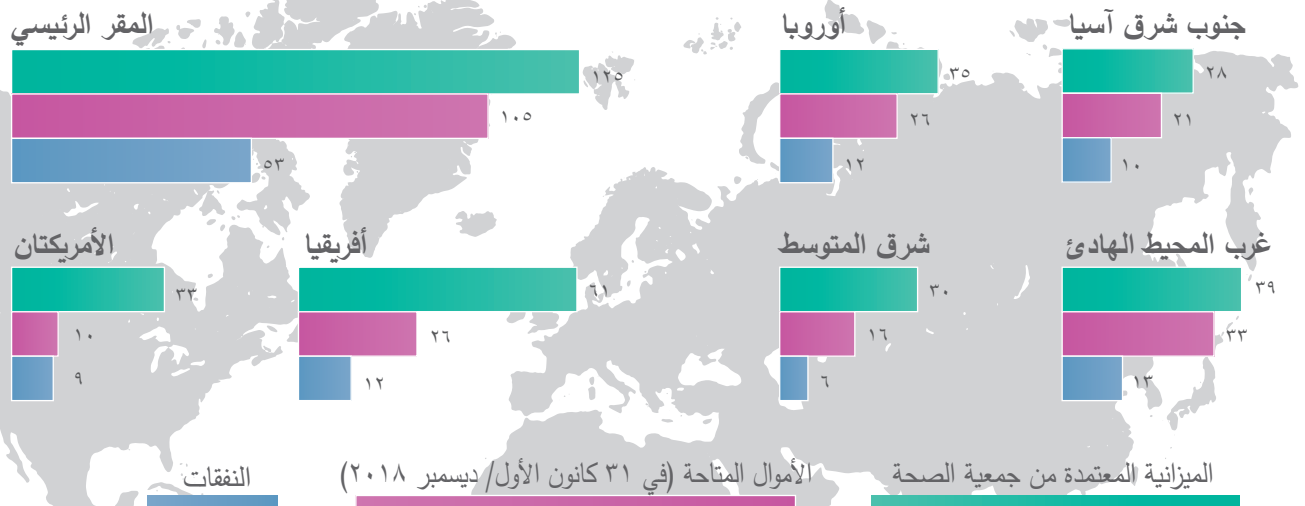 المقر الرئيسي
١٢٥
١٠٥
٥٣
أوروبا
٣٥
٢٦
١٢
جنوب شرق آسيا
٢٨
٢١
١٠
الأمريكتان
٣٣
١٠
٩
أفريقيا
٦١
٢٦
١٢
شرق المتوسط
٣٠
١٦
٦
غرب المحيط الهادئ
٣٩
٣٣
١٣
الميزانية المعتمدة من جمعية الصحة
الأموال المتاحة (في ٣١ كانون الأول/ ديسمبر ٢٠١٨)
النفقات